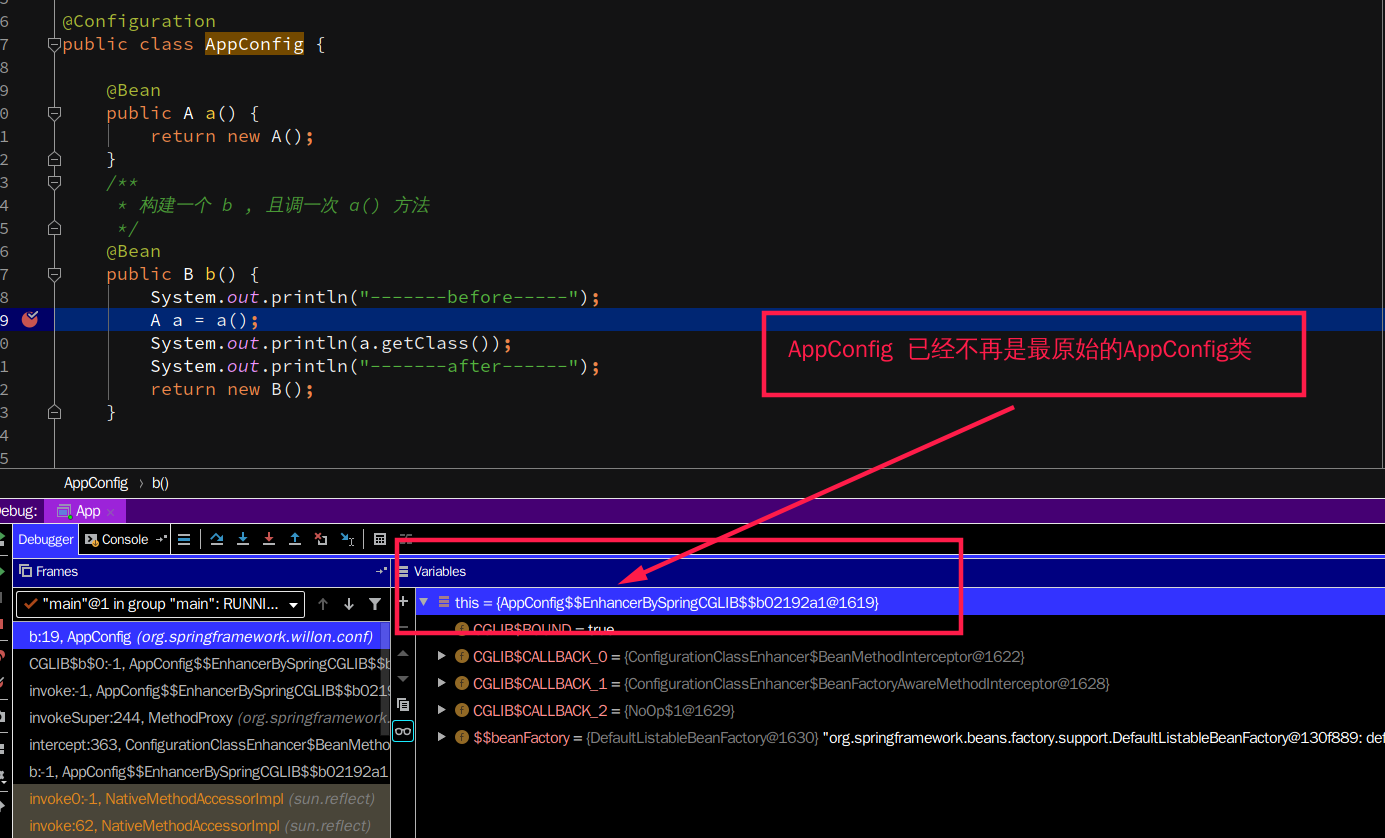 6 @Configuration
7 public class AppConfig {
8
9 @Bean
0 public A a() {
1 return new A();
2 }
3 /**
4 * 构建一个 b , 且调一次 a() 方法
5 */
6 @Bean
7 public B b() {
8 System.out.println("-------before-----");
9 A a = a();
0 System.out.println(a.getClass());
1 System.out.println("-------after------");
2 return new B();
3 }
4
5
AppConfig 已经不再是最原始的AppConfig类
AppConfig › b()
ebug: App ×
Debugger Console
Frames
Variables
"main"@1 in group "main": RUNNI...
this = {AppConfig$$EnhancerBySpringCGLIB$$b02192a1@1619}
CGLIB$BOUND = true
CGLIB$CALLBACK_0 = {ConfigurationClassEnhancer$BeanMethodInterceptor@1622}
CGLIB$CALLBACK_1 = {ConfigurationClassEnhancer$BeanFactoryAwareMethodInterceptor@1628}
CGLIB$CALLBACK_2 = {NoOp$1@1629}
$$beanFactory = {DefaultListableBeanFactory@1630} "org.springframework.beans.factory.support.DefaultListableBeanFactory@130f889: def
b:19, AppConfig (org.springframework.willon.conf)
CGLIB$b$0:-1, AppConfig$$EnhancerBySpringCGLIB$$b
invoke:-1, AppConfig$$EnhancerBySpringCGLIB$$b0219
invokeSuper:244, MethodProxy (org.springframework.
intercept:363, ConfigurationClassEnhancer$BeanMetho
b:-1, AppConfig$$EnhancerBySpringCGLIB$$b02192a1
invoke0:-1, NativeMethodAccessorImpl (sun.reflect)
invoke:62, NativeMethodAccessorImpl (sun.reflect)